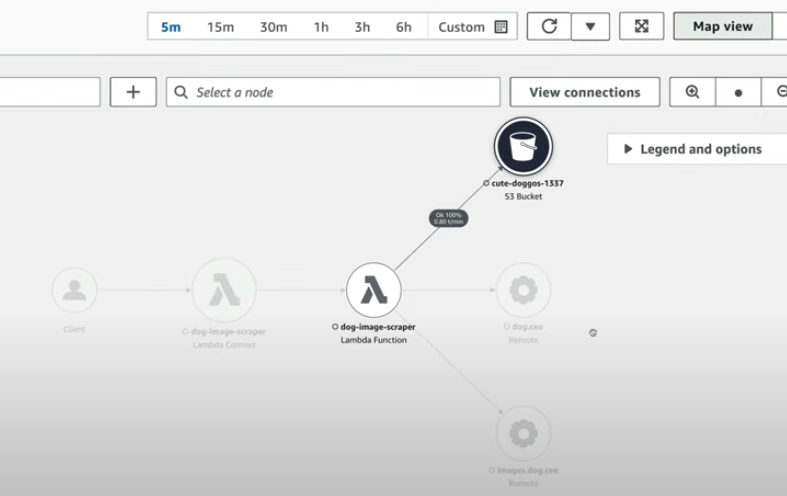 5m 15m 30m 1h 3h 6h Custom
Map view
Select a node
View connections
Legend and options
cute-doggos-1337
S3 Bucket
Ok 100%
0.80 t/min
Client
dog-image-scraper
Lambda Context
dog-image-scraper
Lambda Function
dog.ceo
Remote
images.dog.ceo
Remote